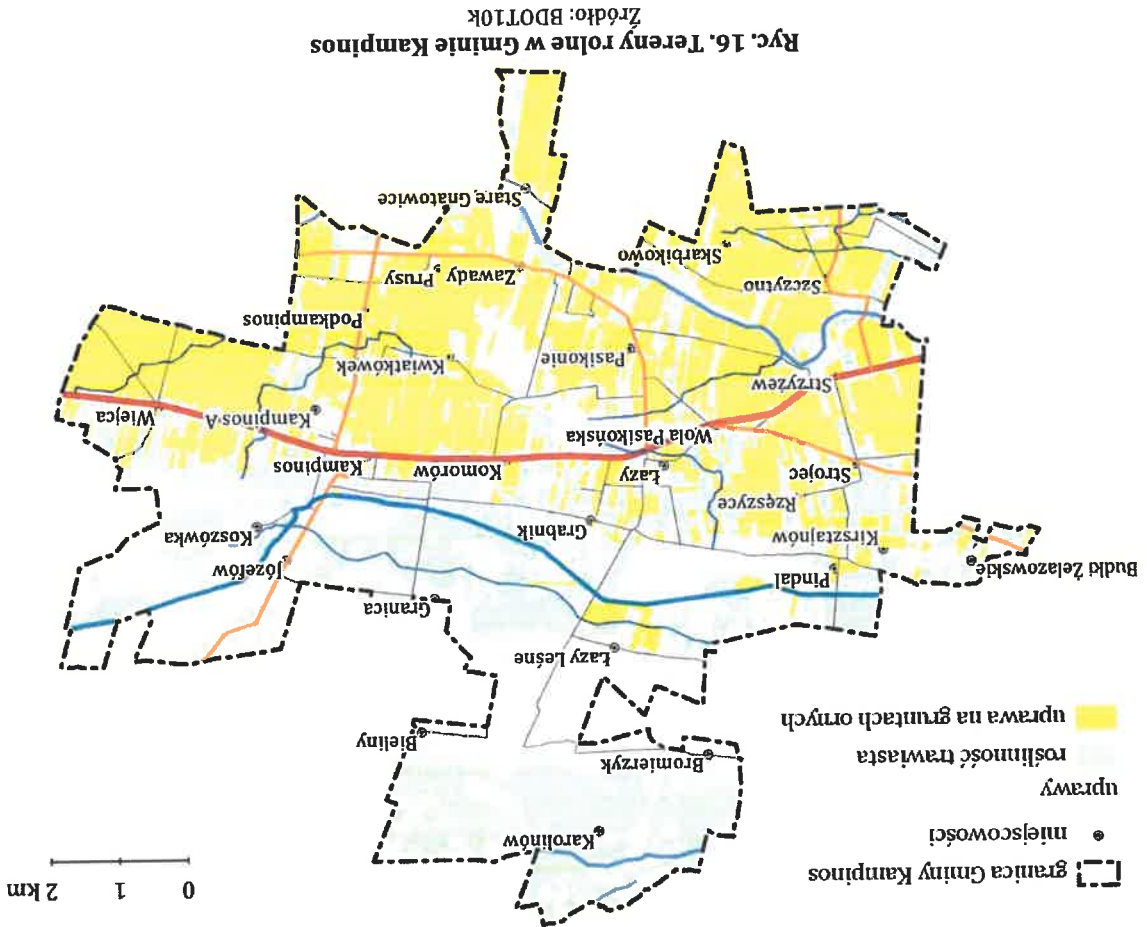 granica Gminy Kampinos
miejscowości
uprawy
roślinność trawiasta
uprawa na gruntach ornych
0 1 2 km
Karolinów
Bromierzyk
Bieliny
Łazy Leśne
Granica
Budki Żelazowskie
Pindal
Józefów
Kirsztajnów
Koszówka
Grabnik
Rzęszyce
Strojec
Łazy
Komorów
Kampinos
Wola Pasikońska
Kampinos A
Wiejca
Strzyżew
Pasikonie
Kwiatkówek
Podkampinos
Szczytno
Zawady
Prusy
Skarbikowo
Stare Gnatowice
Ryc. 16. Tereny rolne w Gminie Kampinos
Źródło: BDOT10k